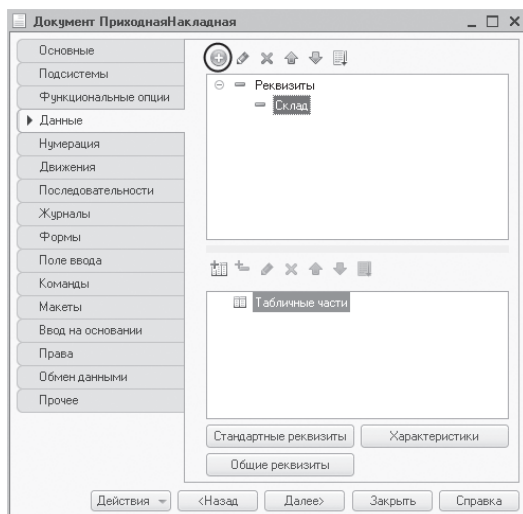 Документ ПриходнаяНакладная
Основные
Подсистемы
Функциональные опции
Данные
Нумерация
Движения
Последовательности
Журналы
Формы
Поле ввода
Команды
Макеты
Ввод на основании
Права
Обмен данными
Прочее
Реквизиты
Склад
Табличные части
Стандартные реквизиты
Характеристики
Общие реквизиты
Действия
<Назад
Далее>
Закрыть
Справка